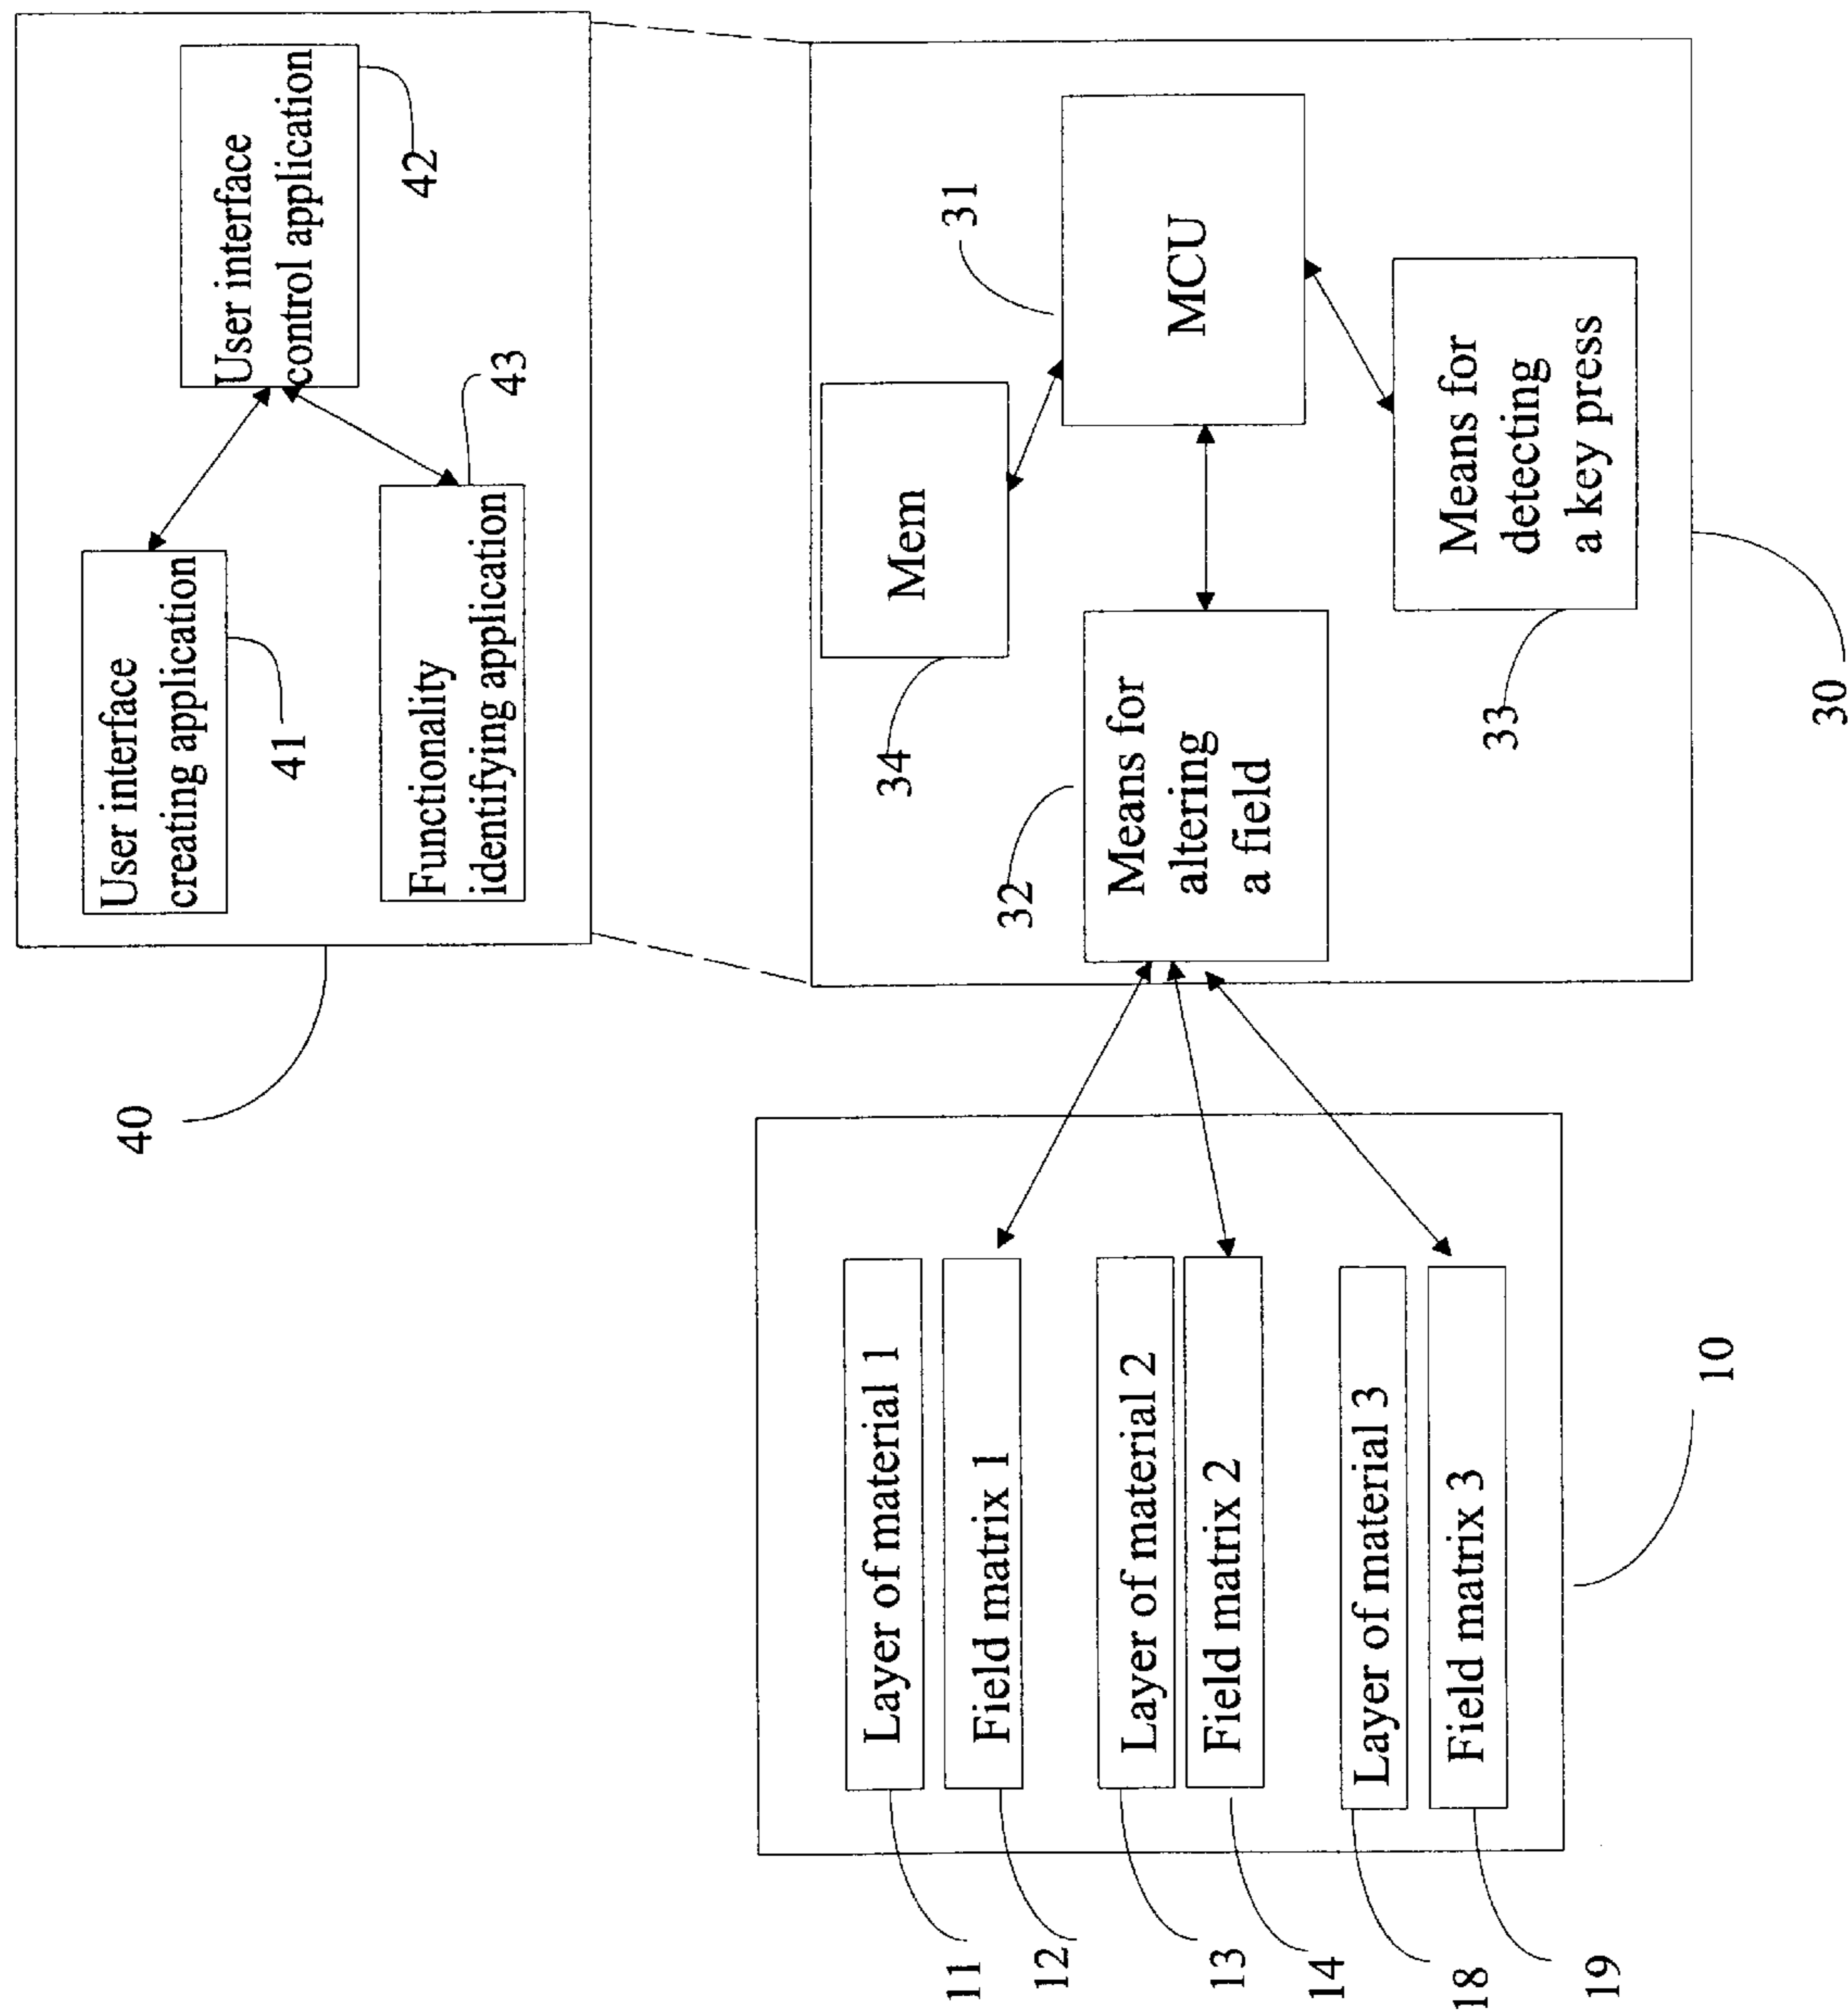 40
User interface
creating application
41
User interface
control application
42
Functionality
identifying application
43
Mem
34
MCU
31
Means for
altering
a field
32
Means for
detecting
a key press
33
30
Layer of material 1
11
Field matrix 1
12
Layer of material 2
13
Field matrix 2
14
Layer of material 3
18
Field matrix 3
19
10